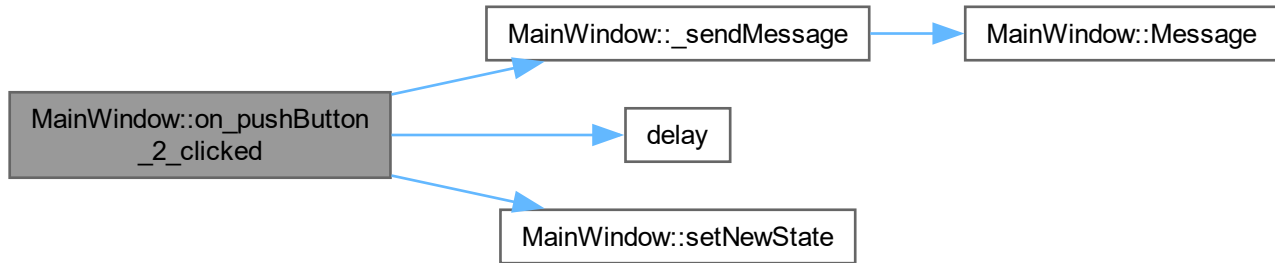 MainWindow::_sendMessage
MainWindow::Message
MainWindow::on_pushButton
_2_clicked
delay
MainWindow::setNewState